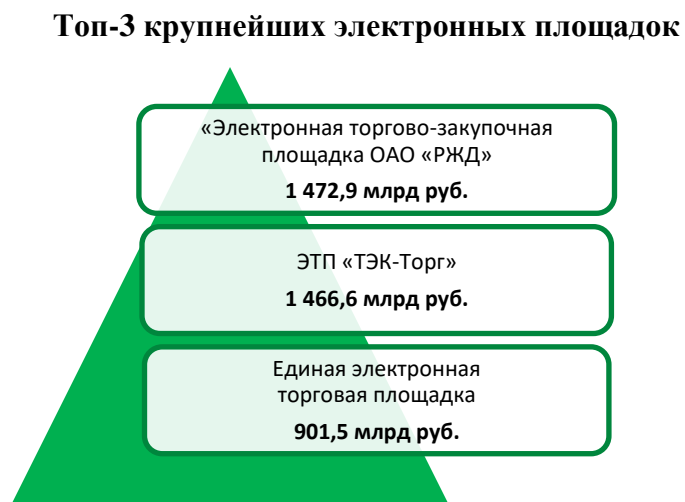 Топ-3 крупнейших электронных площадок
«Электронная торгово-закупочная
площадка ОАО «РЖД»
1 472,9 млрд руб.
ЭТП «ТЭК-Торг»
1 466,6 млрд руб.
Единая электронная
торговая площадка
901,5 млрд руб.